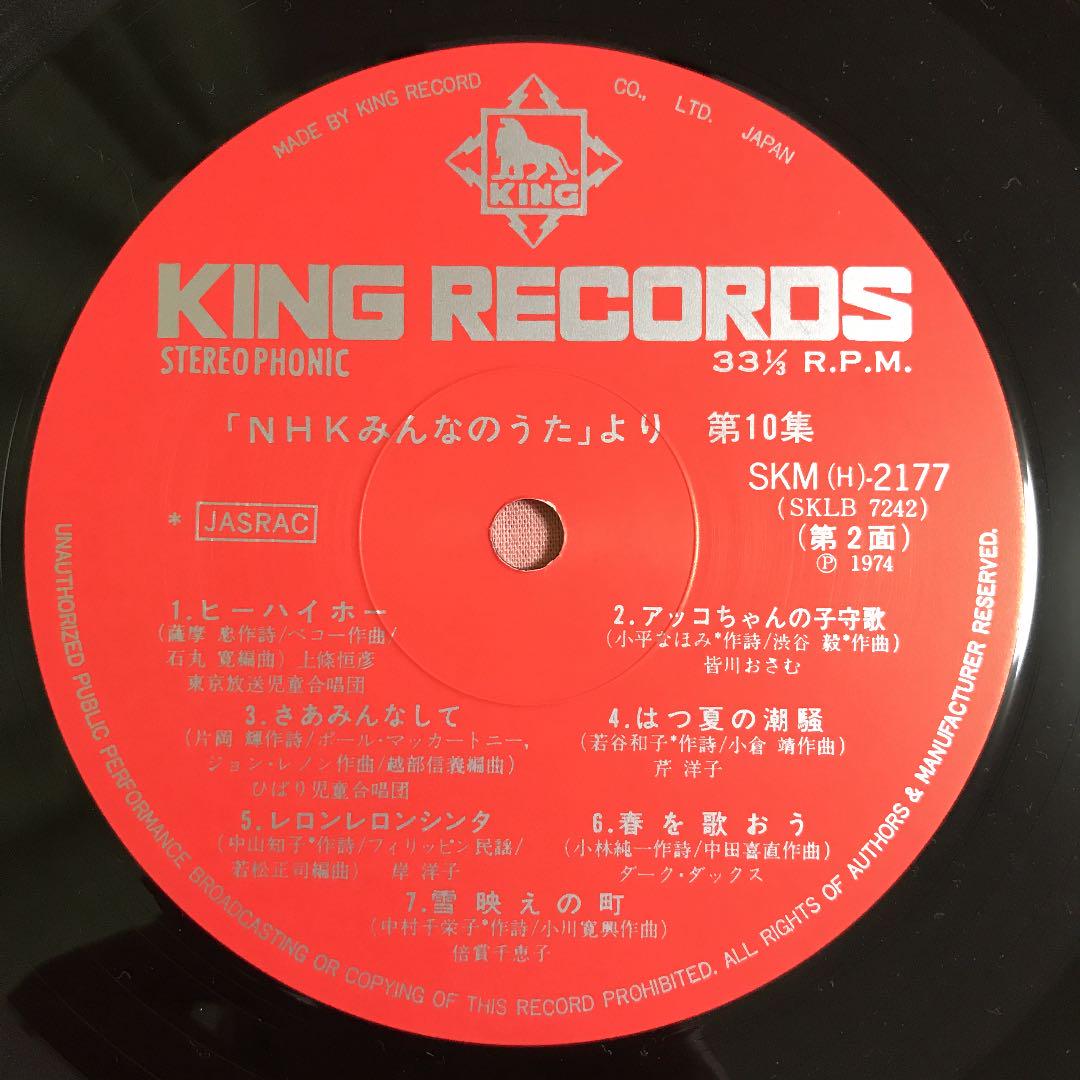 MADE BY KING RECORD CO., LTD. JAPAN
KING
KING RECORDS
STEREOPHONIC
33⅓ R.P.M.
「NHKみんなのうた」より 第10集
SKM(H)-2177
(SKLB 7242)
* JASRAC
(第2面)
℗ 1974
1.ヒーハイホー
(薩摩 忠作詩/ベコー作曲/
石丸 寛編曲) 上條恒彦
東京放送児童合唱団
2.アッコちゃんの子守歌
(小平なほみ*作詩/渋谷 毅*作曲)
皆川おさむ
3.さあみんなして
(片岡 輝作詩/ポール・マッカートニー,
ジョン・レノン作曲/越部信義編曲)
ひばり児童合唱団
4.はつ夏の潮騒
(若谷和子*作詩/小倉 靖作曲)
芹 洋子
5.レロンレロンシンタ
(中山知子*作詩/フィリッピン民謡/
若松正司編曲) 岸 洋子
6.春を歌おう
(小林純一作詩/中田喜直作曲)
ダーク・ダックス
7.雪映えの町
(中村千栄子*作詩/小川寛興作曲)
倍賞千恵子
UNAUTHORIZED PUBLIC PERFORMANCE BROADCASTING OR COPYING OF THIS RECORD PROHIBITED. ALL RIGHTS OF AUTHORS & MANUFACTURER RESERVED.